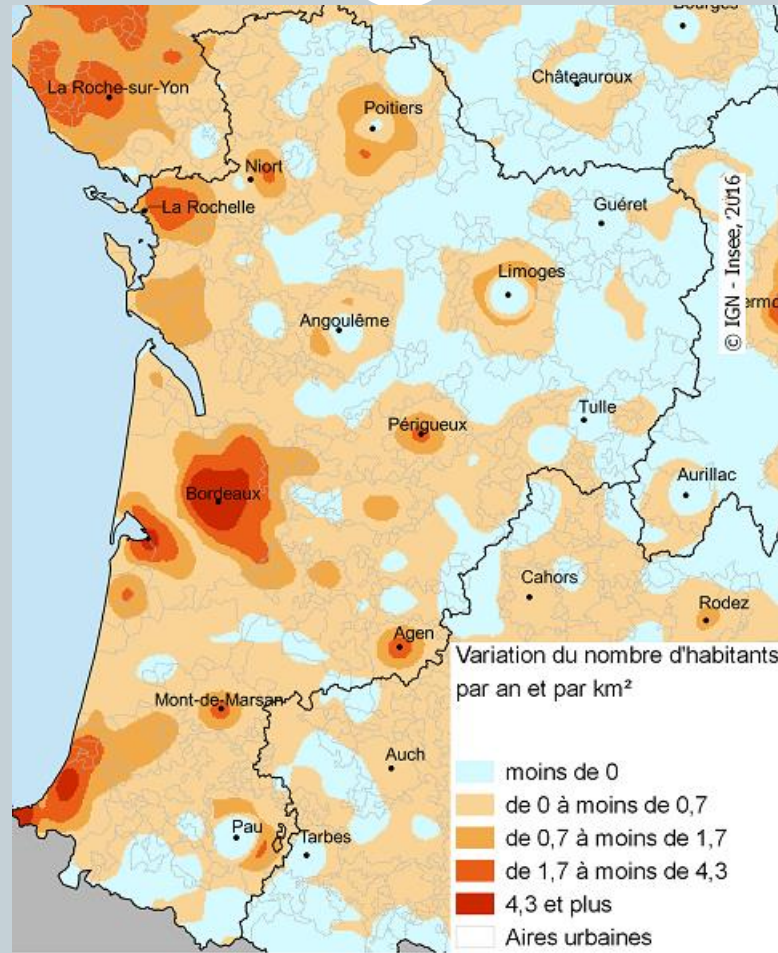 Bourges
La Roche-sur-Yon
Châteauroux
Poitiers
Niort
La Rochelle
Guéret
Limoges
Angoulême
© IGN - Insee, 2016
Périgueux
Tulle
Bordeaux
Aurillac
Cahors
Rodez
Agen
Mont-de-Marsan
Auch
Pau
Tarbes
Variation du nombre d'habitants
par an et par km²
moins de 0
de 0 à moins de 0,7
de 0,7 à moins de 1,7
de 1,7 à moins de 4,3
4,3 et plus
Aires urbaines